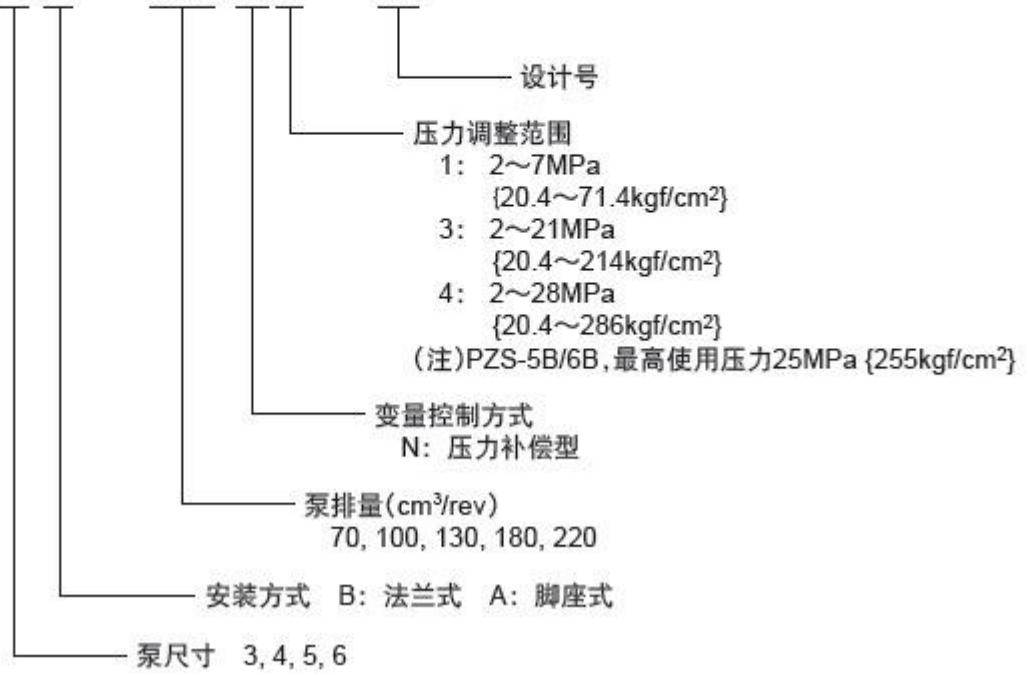 设计号
压力调整范围
1: 2～7MPa
{20.4～71.4kgf/cm²}
3: 2～21MPa
{20.4～214kgf/cm²}
4: 2～28MPa
{20.4～286kgf/cm²}
(注)PZS-5B/6B,最高使用压力25MPa {255kgf/cm²}
变量控制方式
N: 压力补偿型
泵排量(cm³/rev)
70, 100, 130, 180, 220
安装方式 B: 法兰式 A: 脚座式
泵尺寸 3, 4, 5, 6